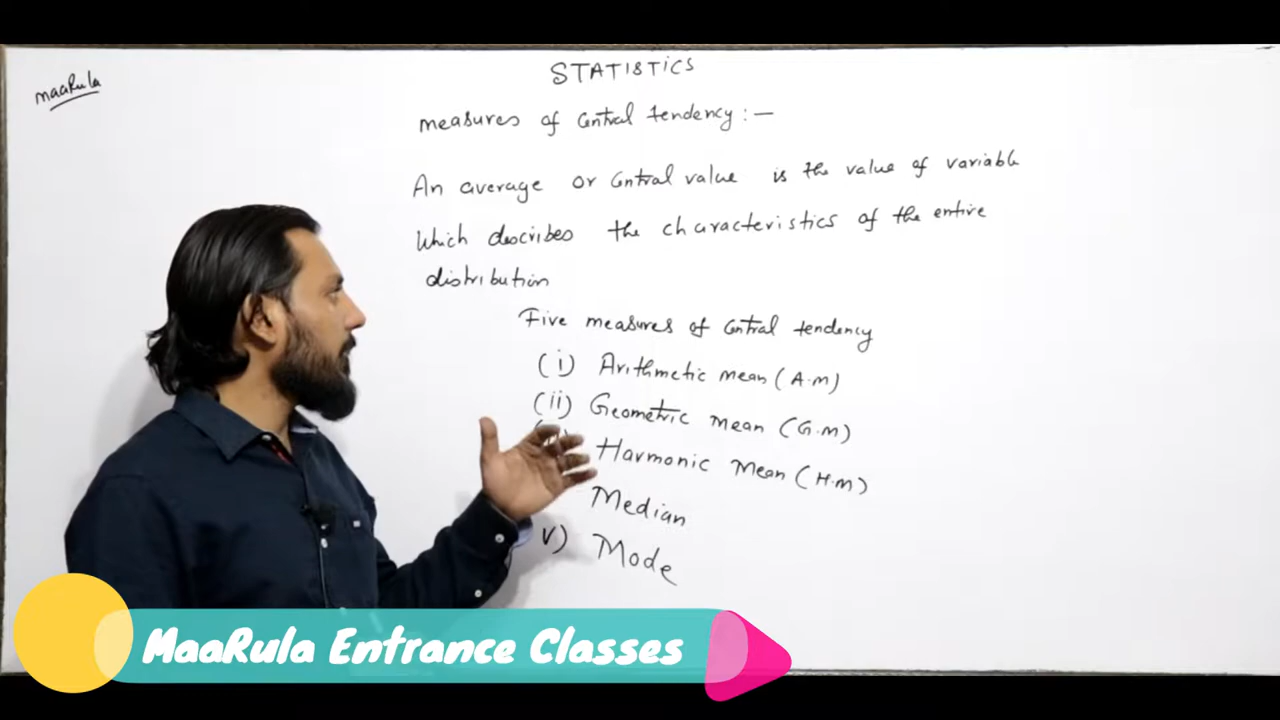 maaRula
STATISTICS
measures of Central tendency :-
An average or Central value is the value of variable
Which describes the characteristics of the entire
distribution
Five measures of Central tendency
(i) Arithmetic mean (A.m)
(ii) Geometric mean (G.m)
Harmonic Mean (H.m)
Median
v) Mode
MaaRula Entrance Classes